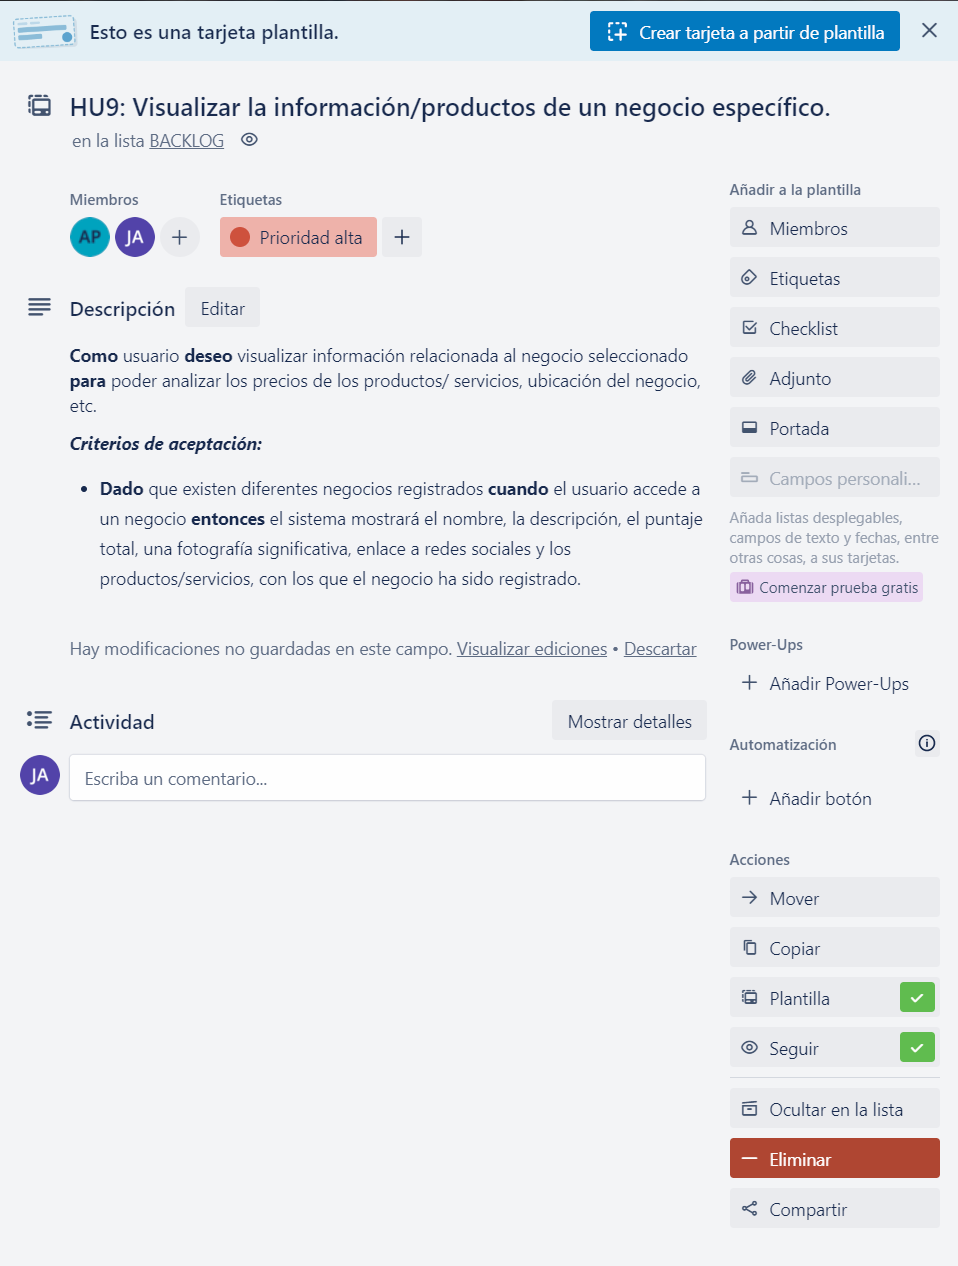 Esto es una tarjeta plantilla.
Crear tarjeta a partir de plantilla
HU9: Visualizar la información/productos de un negocio específico.
en la lista BACKLOG
Miembros
Etiquetas
AP
JA
Prioridad alta
Descripción
Editar
Como usuario deseo visualizar información relacionada al negocio seleccionado
para poder analizar los precios de los productos/ servicios, ubicación del negocio,
etc.
Criterios de aceptación:
• Dado que existen diferentes negocios registrados cuando el usuario accede a
un negocio entonces el sistema mostrará el nombre, la descripción, el puntaje
total, una fotografía significativa, enlace a redes sociales y los
productos/servicios, con los que el negocio ha sido registrado.
Hay modificaciones no guardadas en este campo. Visualizar ediciones • Descartar
Actividad
Mostrar detalles
JA
Escriba un comentario...
Añadir a la plantilla
Miembros
Etiquetas
Checklist
Adjunto
Portada
Campos personali...
Añada listas desplegables,
campos de texto y fechas, entre
otras cosas, a sus tarjetas.
Comenzar prueba gratis
Power-Ups
+ Añadir Power-Ups
Automatización
+ Añadir botón
Acciones
Mover
Copiar
Plantilla
Seguir
Ocultar en la lista
Eliminar
Compartir